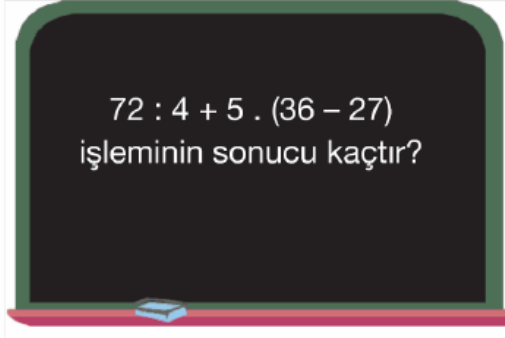 72 : 4 + 5 . (36 – 27)
işleminin sonucu kaçtır?